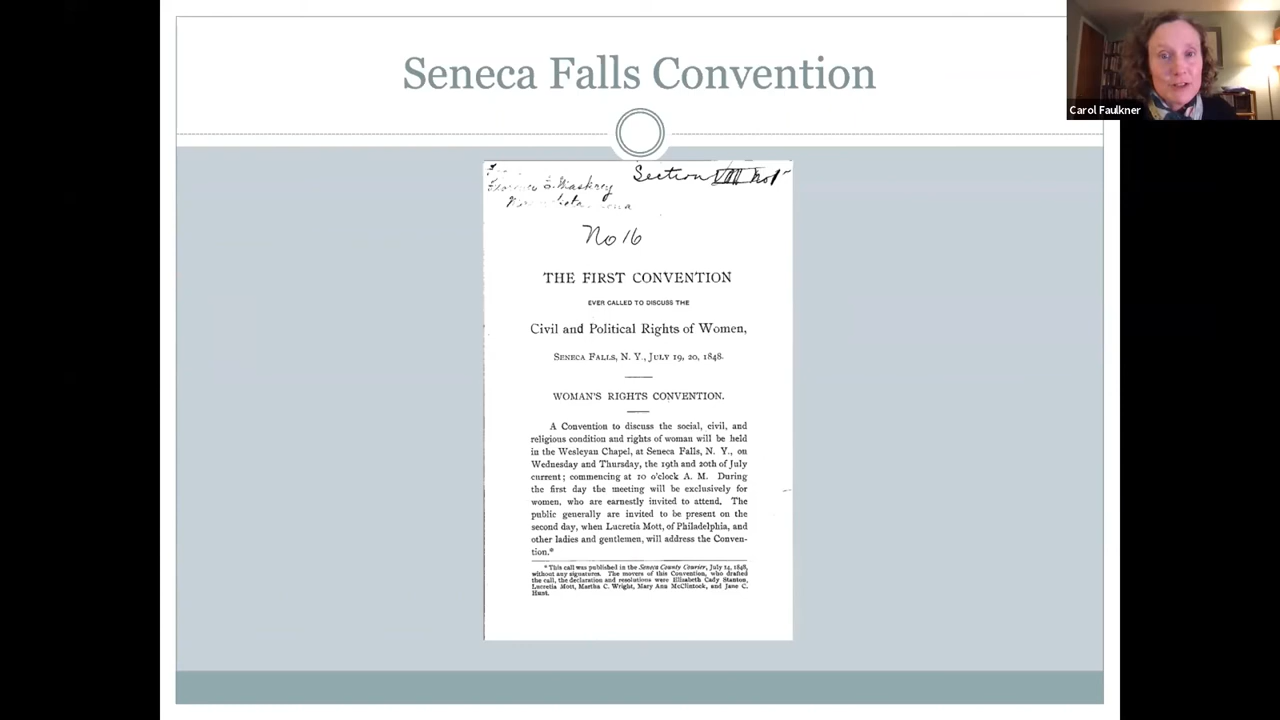 Seneca Falls Convention
Carol Faulkner
Section VIII No 1
No 16
THE FIRST CONVENTION
EVER CALLED TO DISCUSS THE
Civil and Political Rights of Women,
SENECA FALLS, N. Y., JULY 19, 20, 1848.
WOMAN'S RIGHTS CONVENTION.
A Convention to discuss the social, civil, and
religious condition and rights of woman will be held
in the Wesleyan Chapel, at Seneca Falls, N. Y., on
Wednesday and Thursday, the 19th and 20th of July
current; commencing at 10 o'clock A. M. During
the first day the meeting will be exclusively for
women, who are earnestly invited to attend. The
public generally are invited to be present on the
second day, when Lucretia Mott, of Philadelphia, and
other ladies and gentlemen, will address the Conven-
tion.*
* This call was published in the Seneca County Courier, July 14, 1848,
without any signatures. The movers of this Convention, who drafted
the call, the declaration and resolutions were Elizabeth Cady Stanton,
Lucretia Mott, Martha C. Wright, Mary Ann McClintock, and Jane C.
Hunt.